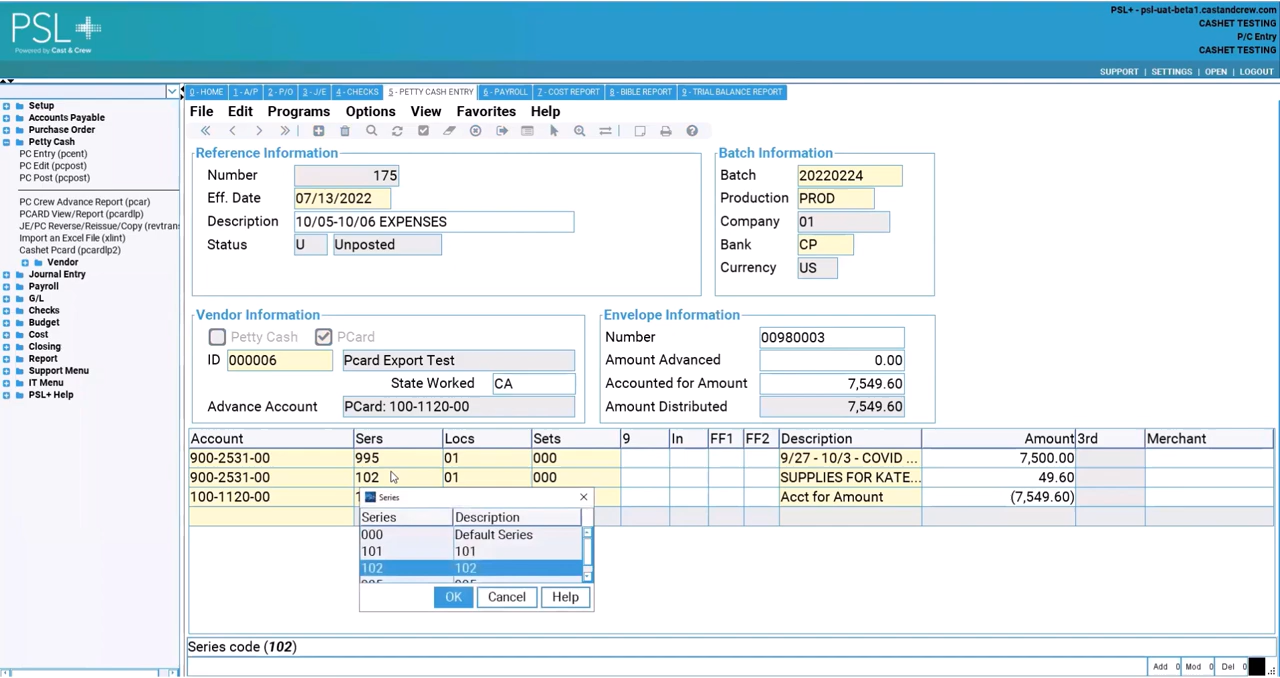 PSL+
Powered by Cast & Crew
PSL+ - psl-uat-beta1.castandcrew.com
CASHET TESTING
P/C Entry
CASHET TESTING
SUPPORT | SETTINGS | OPEN | LOGOUT
0 - HOME 1 - A/P 2 - P/O 3 - J/E 4 - CHECKS 5 - PETTY CASH ENTRY 6 - PAYROLL 7 - COST REPORT 8 - BIBLE REPORT 9 - TRIAL BALANCE REPORT
File Edit Programs Options View Favorites Help
Setup
Accounts Payable
Purchase Order
Petty Cash
PC Entry (pcent)
PC Edit (pcpost)
PC Post (pcpost)
PC Crew Advance Report (pcar)
PCARD View/Report (pcardlp)
JE/PC Reverse/Reissue/Copy (revtrans
Import an Excel File (xlint)
Cashet Pcard (pcardlp2)
Vendor
Journal Entry
Payroll
G/L
Checks
Budget
Cost
Closing
Report
Support Menu
IT Menu
PSL+ Help
Reference Information
Number 175
Eff. Date 07/13/2022
Description 10/05-10/06 EXPENSES
Status U Unposted
Batch Information
Batch 20220224
Production PROD
Company 01
Bank CP
Currency US
Vendor Information
Petty Cash PCard
ID 000006 Pcard Export Test
State Worked CA
Advance Account PCard: 100-1120-00
Envelope Information
Number 00980003
Amount Advanced 0.00
Accounted for Amount 7,549.60
Amount Distributed 7,549.60
Account Sers Locs Sets 9 In FF1 FF2 Description Amount 3rd Merchant
900-2531-00 995 01 000 9/27 - 10/3 - COVID ... 7,500.00
900-2531-00 102 01 000 SUPPLIES FOR KATE... 49.60
100-1120-00 Acct for Amount (7,549.60)
Series
Series Description
000 Default Series
101 101
102 102
OK Cancel Help
Series code (102)
Add 0 Mod 0 Del 0